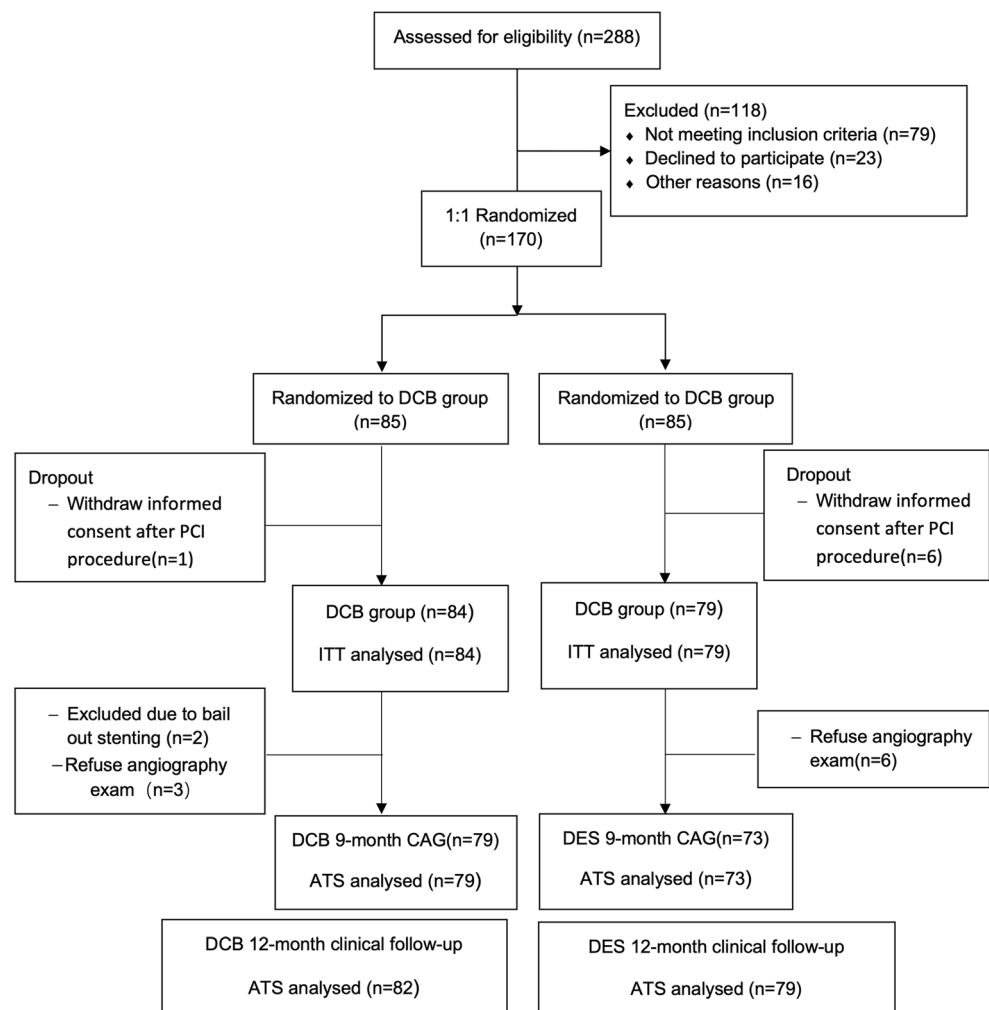 Assessed for eligibility (n=288)
Excluded (n=118)
♦ Not meeting inclusion criteria (n=79)
♦ Declined to participate (n=23)
♦ Other reasons (n=16)
1:1 Randomized
(n=170)
Randomized to DCB group
(n=85)
Randomized to DCB group
(n=85)
Dropout
– Withdraw informed
consent after PCI
procedure(n=1)
Dropout
– Withdraw informed
consent after PCI
procedure(n=6)
DCB group (n=84)
ITT analysed (n=84)
DCB group (n=79)
ITT analysed (n=79)
– Excluded due to bail
out stenting (n=2)
–Refuse angiography
exam（n=3）
– Refuse angiography
exam(n=6)
DCB 9-month CAG(n=79)
ATS analysed (n=79)
DES 9-month CAG(n=73)
ATS analysed (n=73)
DCB 12-month clinical follow-up
ATS analysed (n=82)
DES 12-month clinical follow-up
ATS analysed (n=79)